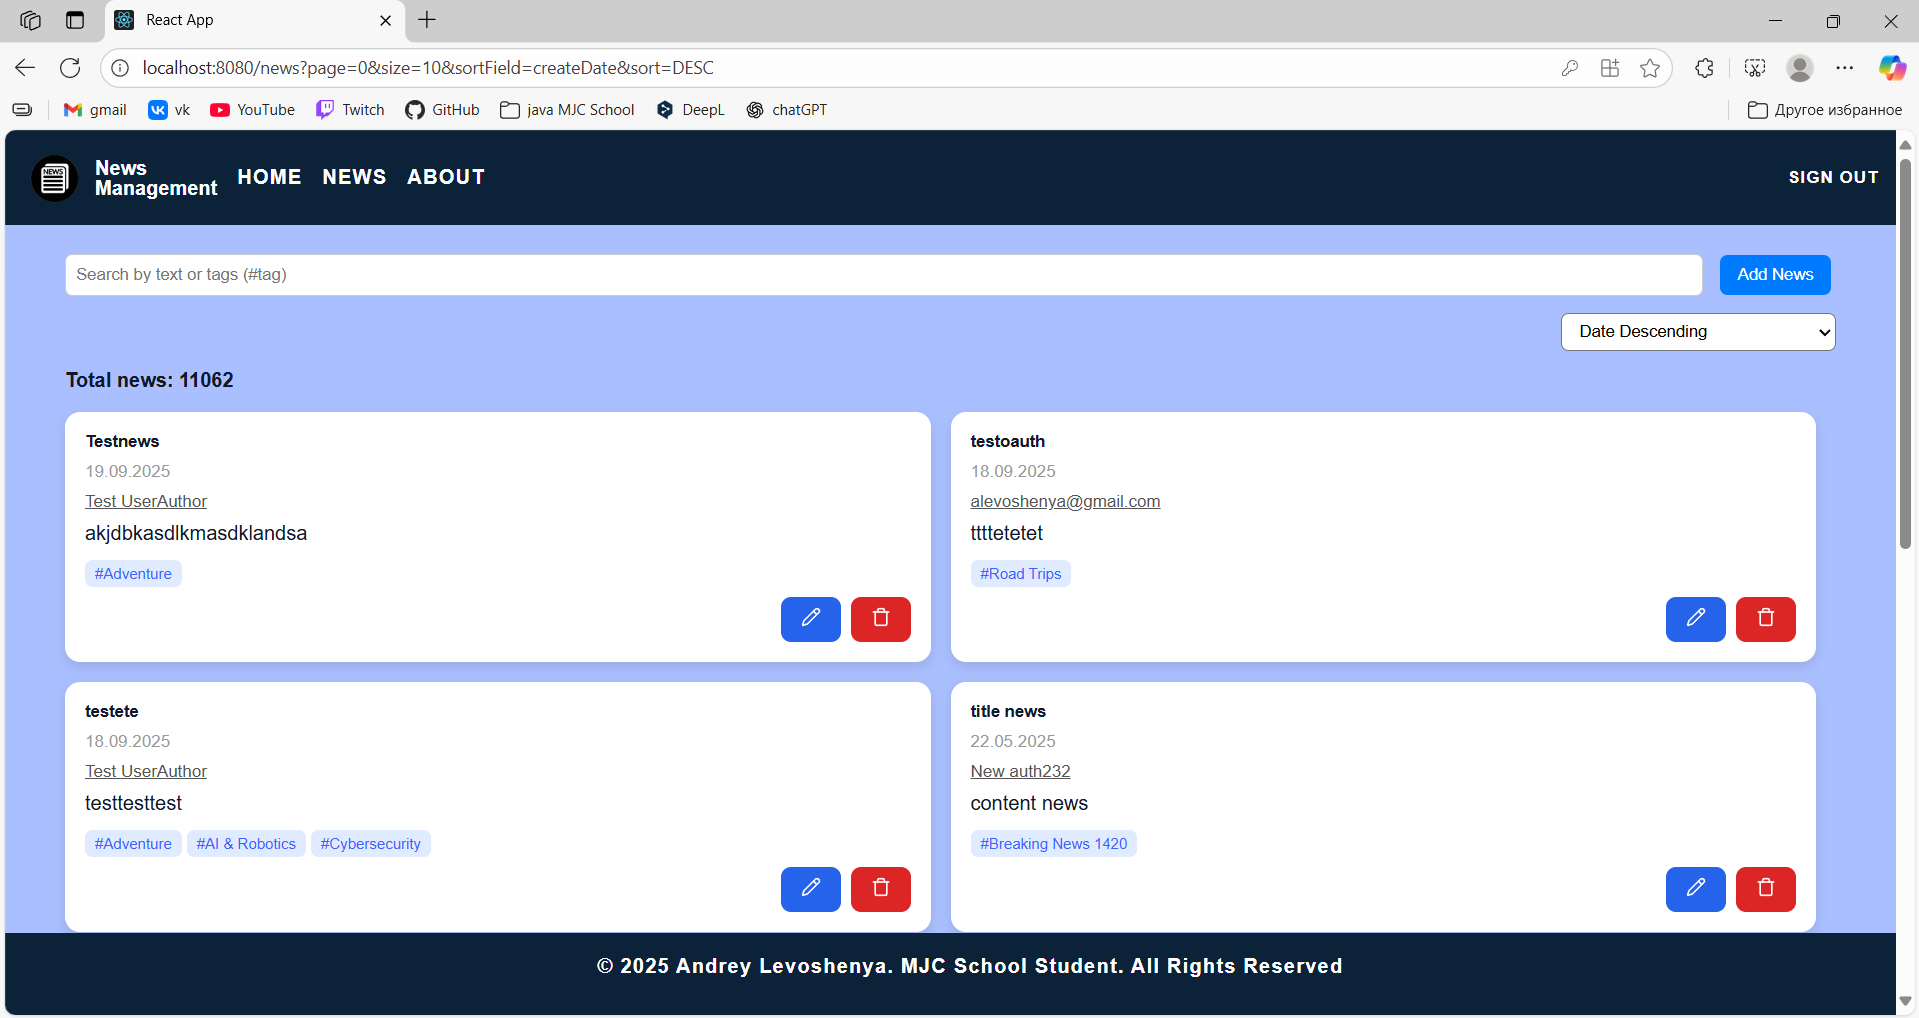 React App
localhost:8080/news?page=0&size=10&sortField=createDate&sort=DESC
gmail vk YouTube Twitch GitHub java MJC School DeepL chatGPT Другое избранное
NEWS
News
Management
HOME NEWS ABOUT
SIGN OUT
Search by text or tags (#tag)
Add News
Date Descending
Total news: 11062
Testnews
19.09.2025
Test UserAuthor
akjdbkasdlkmasdklandsa
#Adventure
testoauth
18.09.2025
alevoshenya@gmail.com
ttttetetet
#Road Trips
testete
18.09.2025
Test UserAuthor
testtesttest
#Adventure #AI & Robotics #Cybersecurity
title news
22.05.2025
New auth232
content news
#Breaking News 1420
© 2025 Andrey Levoshenya. MJC School Student. All Rights Reserved